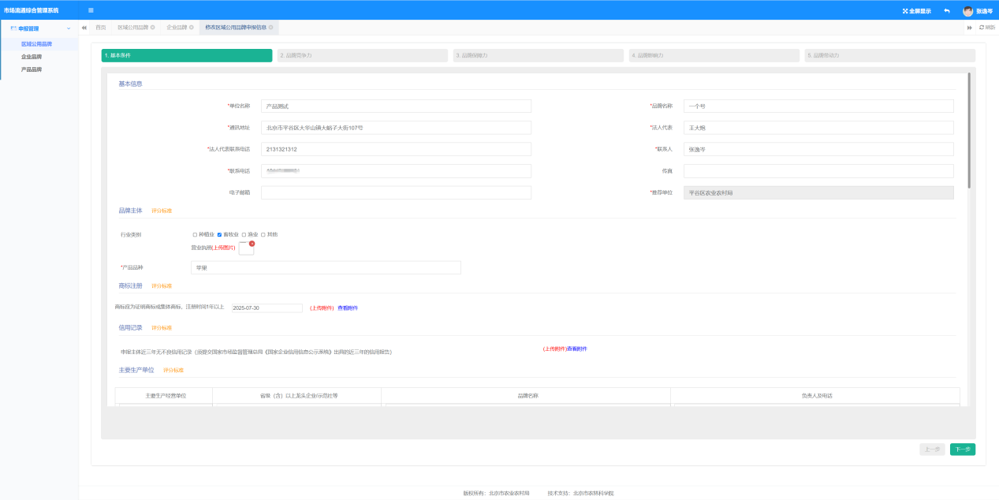 市场流通综合管理系统
全屏显示 张逸岑
申报管理
区域公用品牌
企业品牌
产品品牌
首页 区域公用品牌 企业品牌 修改区域公用品牌申报信息 刷新
1. 基本条件 2. 品牌竞争力 3. 品牌保障力 4. 品牌影响力 5. 品牌带动力
基本信息
*单位名称 产品测试 *品牌名称 一个号
*通讯地址 北京市平谷区大华山镇大峪子大街107号 *法人代表 王大炮
*法人代表联系电话 2131321312 *联系人 张逸岑
*联系电话 传真
电子邮箱 *推荐单位 平谷区农业农村局
品牌主体 评分标准
行业类别 种植业 畜牧业 渔业 其他
营业执照(上传图片)
*产品品种 苹果
商标注册 评分标准
商标应为证明商标或集体商标、注册时间1年以上 2025-07-30 (上传附件) 查看附件
信用记录 评分标准
申报主体近三年无不良信用记录（须提交国家市场监督管理总局《国家企业信用信息公示系统》出具的近三年的信用报告） (上传附件)查看附件
主要生产单位 评分标准
主要生产经营单位 省级（含）以上龙头企业/示范社等 品牌名称 负责人及电话
上一步 下一步
版权所有：北京市农业农村局 技术支持：北京市农林科学院